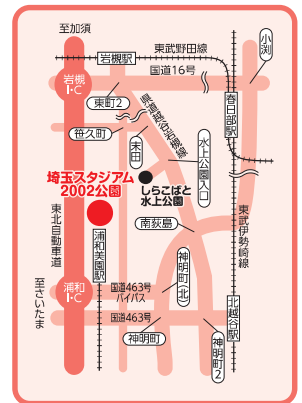 至加須
岩槻駅
東武野田線
小渕
国道16号
岩槻
I・C
東町2
県道越谷岩槻線
春日部駅
笹久町
末田
水上公園入口
埼玉スタジアム
2002公園
しらこばと
水上公園
東北自動車道
浦和美園駅
南荻島
東武伊勢崎線
神明町(北)
至さいたま
浦和
I・C
国道463号
バイパス
北越谷駅
国道463号
神明町
神明町2